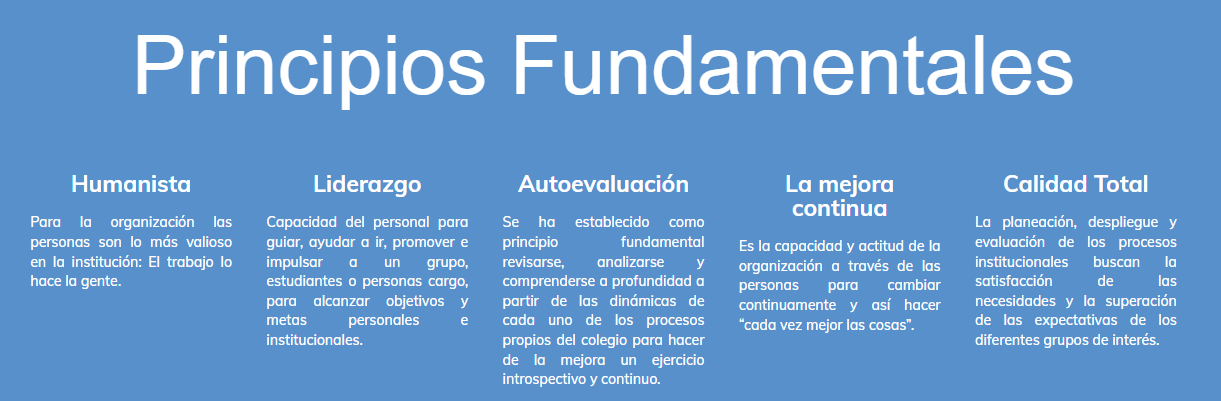 Principios Fundamentales
Humanista
Para la organización las
personas son lo más valioso
en la institución: El trabajo lo
hace la gente.
Liderazgo
Capacidad del personal para
guiar, ayudar a ir, promover e
impulsar a un grupo,
estudiantes o personas cargo,
para alcanzar objetivos y
metas personales e
institucionales.
Autoevaluación
Se ha establecido como
principio fundamental
revisarse, analizarse y
comprenderse a profundidad a
partir de las dinámicas de
cada uno de los procesos
propios del colegio para hacer
de la mejora un ejercicio
introspectivo y continuo.
La mejora
continua
Es la capacidad y actitud de la
organización a través de las
personas para cambiar
continuamente y así hacer
“cada vez mejor las cosas”.
Calidad Total
La planeación, despliegue y
evaluación de los procesos
institucionales buscan la
satisfacción de las
necesidades y la superación
de las expectativas de los
diferentes grupos de interés.